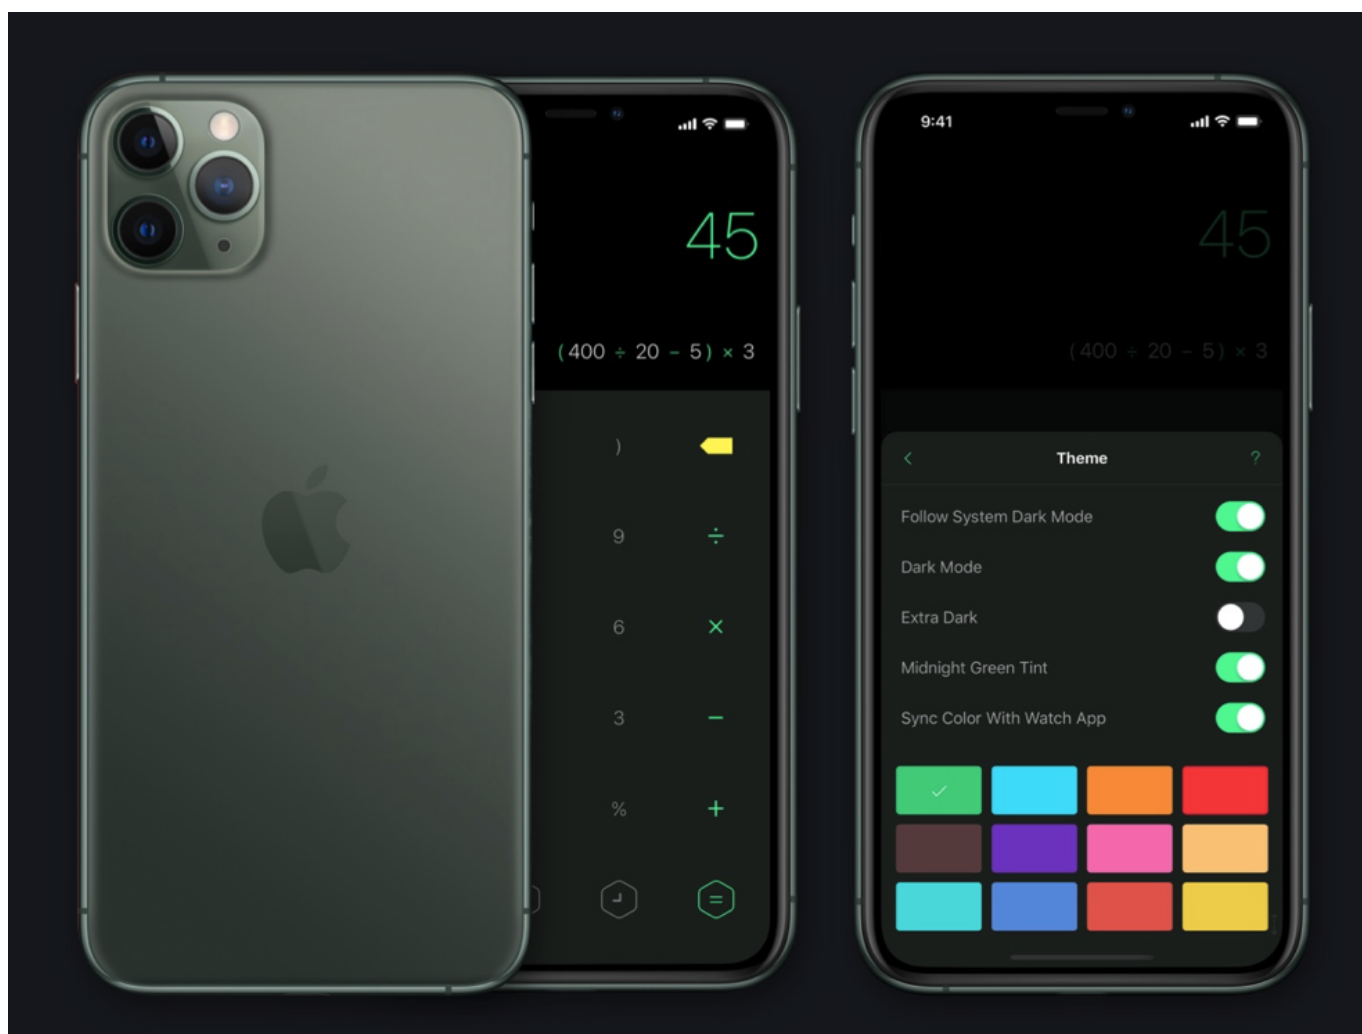 45
(400 ÷ 20 − 5) × 3
)
9 ÷
6 ×
3 −
% +
=
9:41
45
(400 ÷ 20 − 5) × 3
< Theme ?
Follow System Dark Mode
Dark Mode
Extra Dark
Midnight Green Tint
Sync Color With Watch App